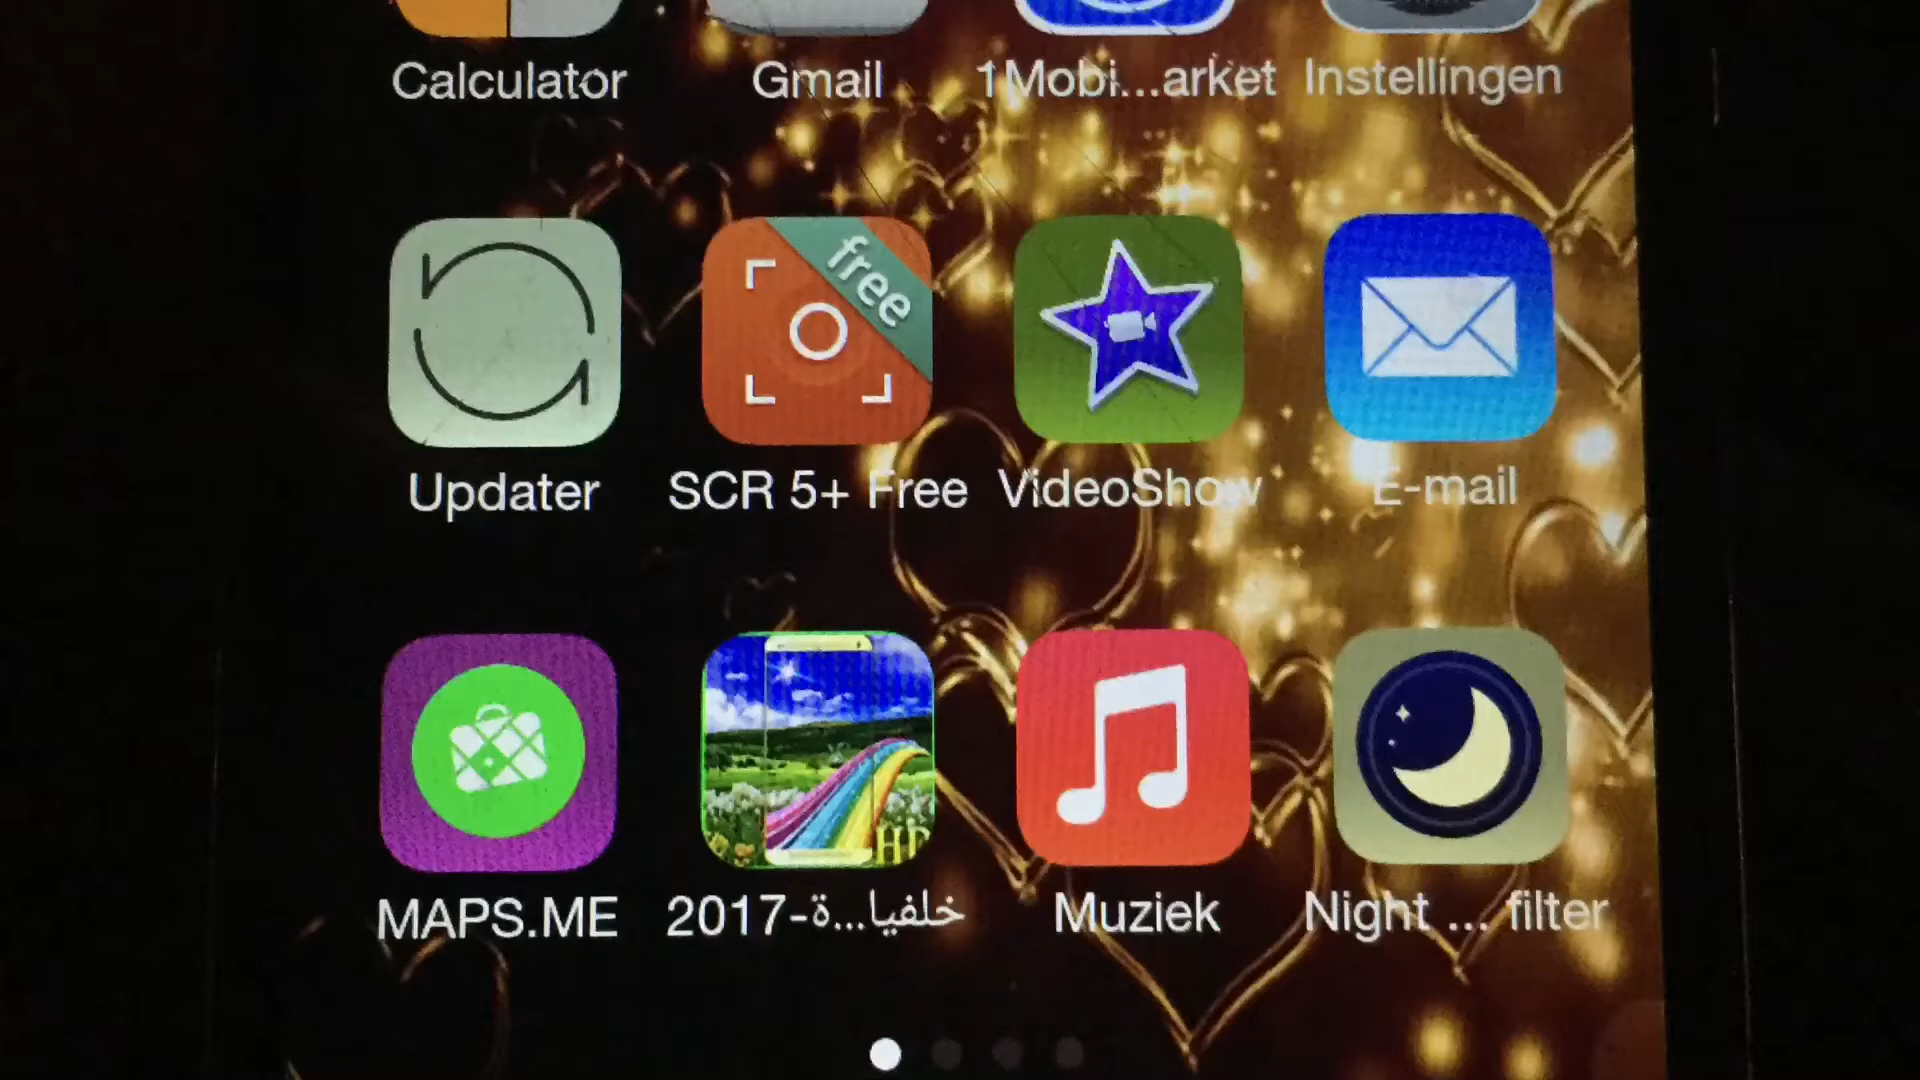 Calculator Gmail 1Mobi...arket Instellingen
free
Updater SCR 5+ Free VideoShow E-mail
HD
MAPS.ME خلفيا...ة-2017 Muziek Night ... filter